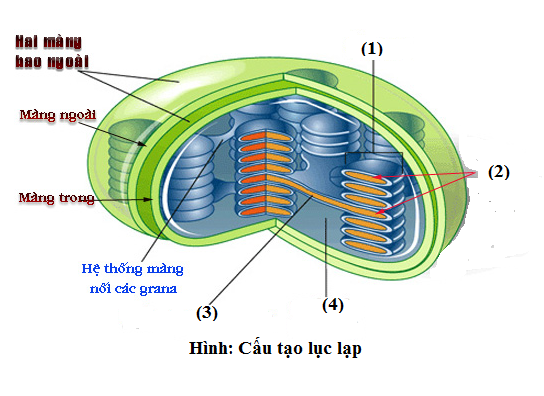 Hai màng
bao ngoài
(1)
Màng ngoài
(2)
Màng trong
Hệ thống màng
nối các grana
(3)
(4)
Hình: Cấu tạo lục lạp